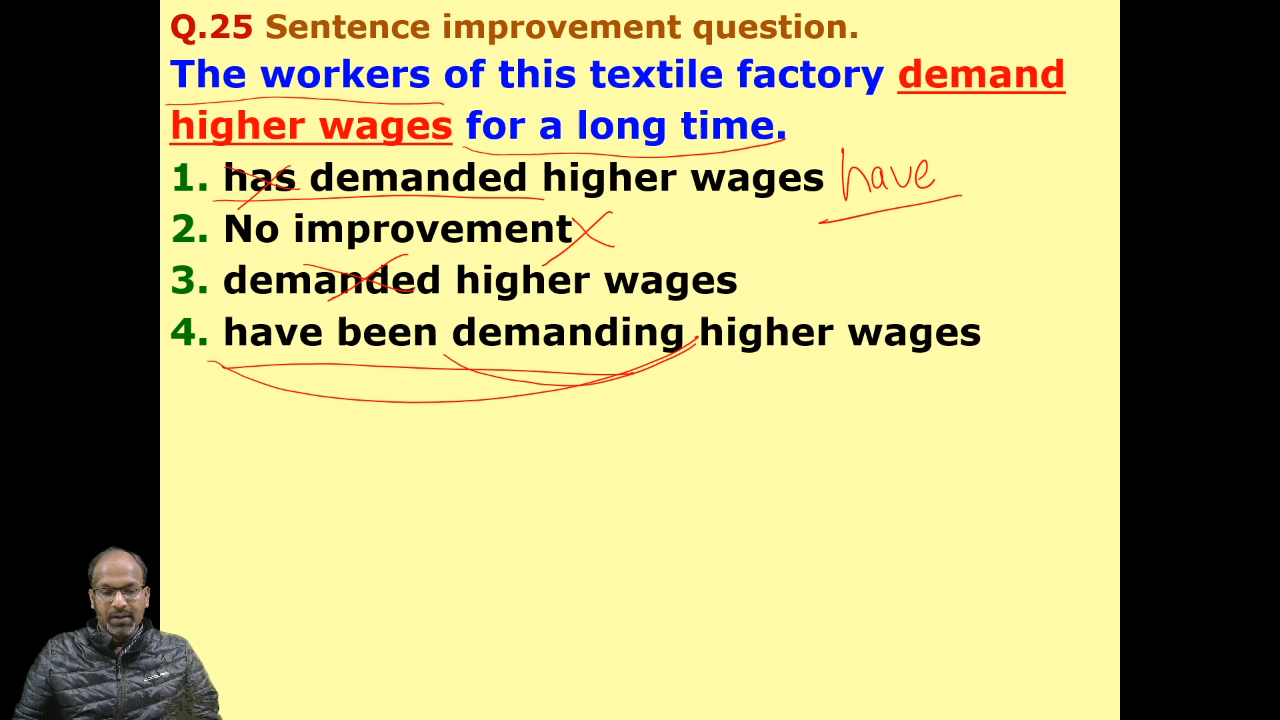 Q.25 Sentence improvement question.
The workers of this textile factory demand
higher wages for a long time.
1. has demanded higher wages have
2. No improvement
3. demanded higher wages
4. have been demanding higher wages